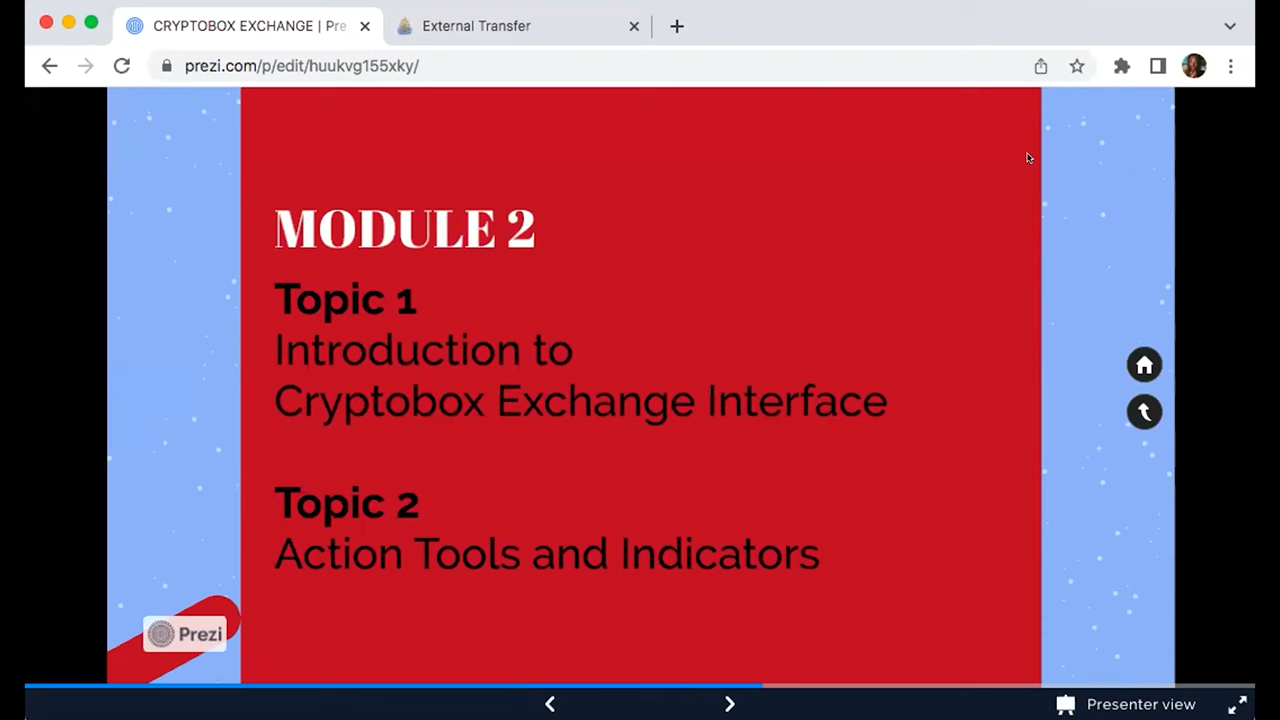 CRYPTOBOX EXCHANGE | Pre
External Transfer
prezi.com/p/edit/huukvg155xky/
MODULE 2
Topic 1
Introduction to
Cryptobox Exchange Interface
Topic 2
Action Tools and Indicators
Prezi
Presenter view